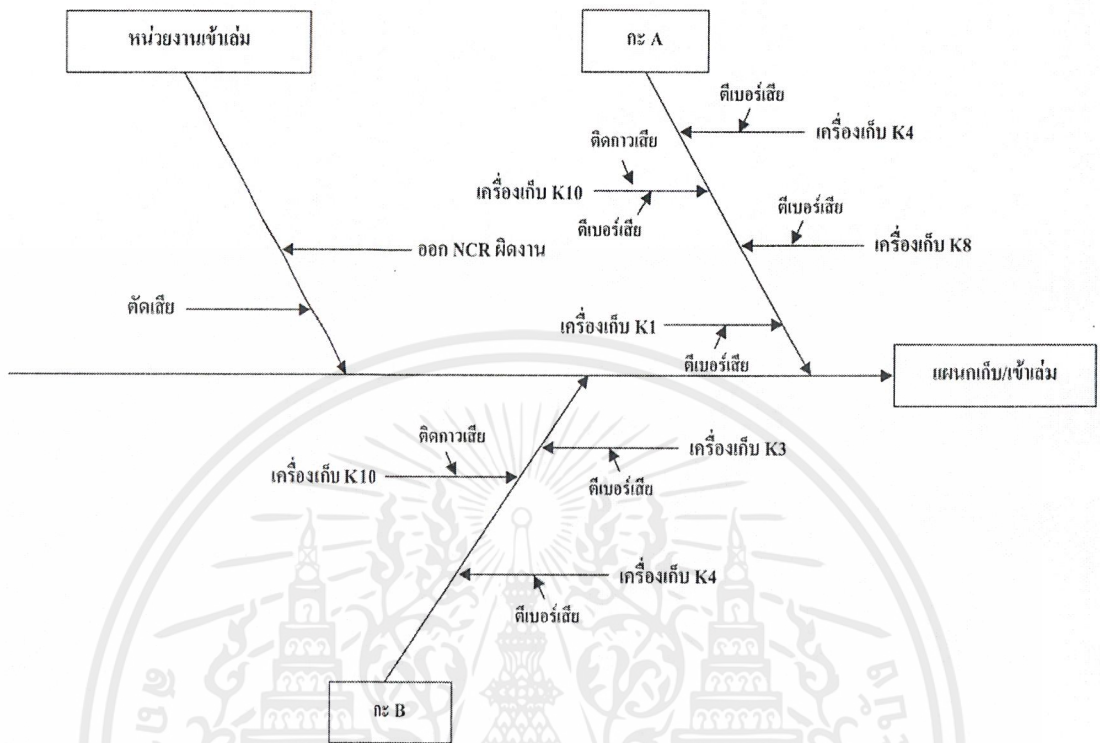 หน่วยงานเข้าเล่ม
กะ A
ตีเบอร์เสีย
เครื่องเก็บ K4
ติดกาวเสีย
เครื่องเก็บ K10
ตีเบอร์เสีย
ตีเบอร์เสีย
เครื่องเก็บ K8
ออก NCR ผิดงาน
ตัดเสีย
เครื่องเก็บ K1
ตีเบอร์เสีย
แผนกเก็บ/เข้าเล่ม
ติดกาวเสีย
เครื่องเก็บ K3
เครื่องเก็บ K10
ตีเบอร์เสีย
เครื่องเก็บ K4
ตีเบอร์เสีย
กะ B